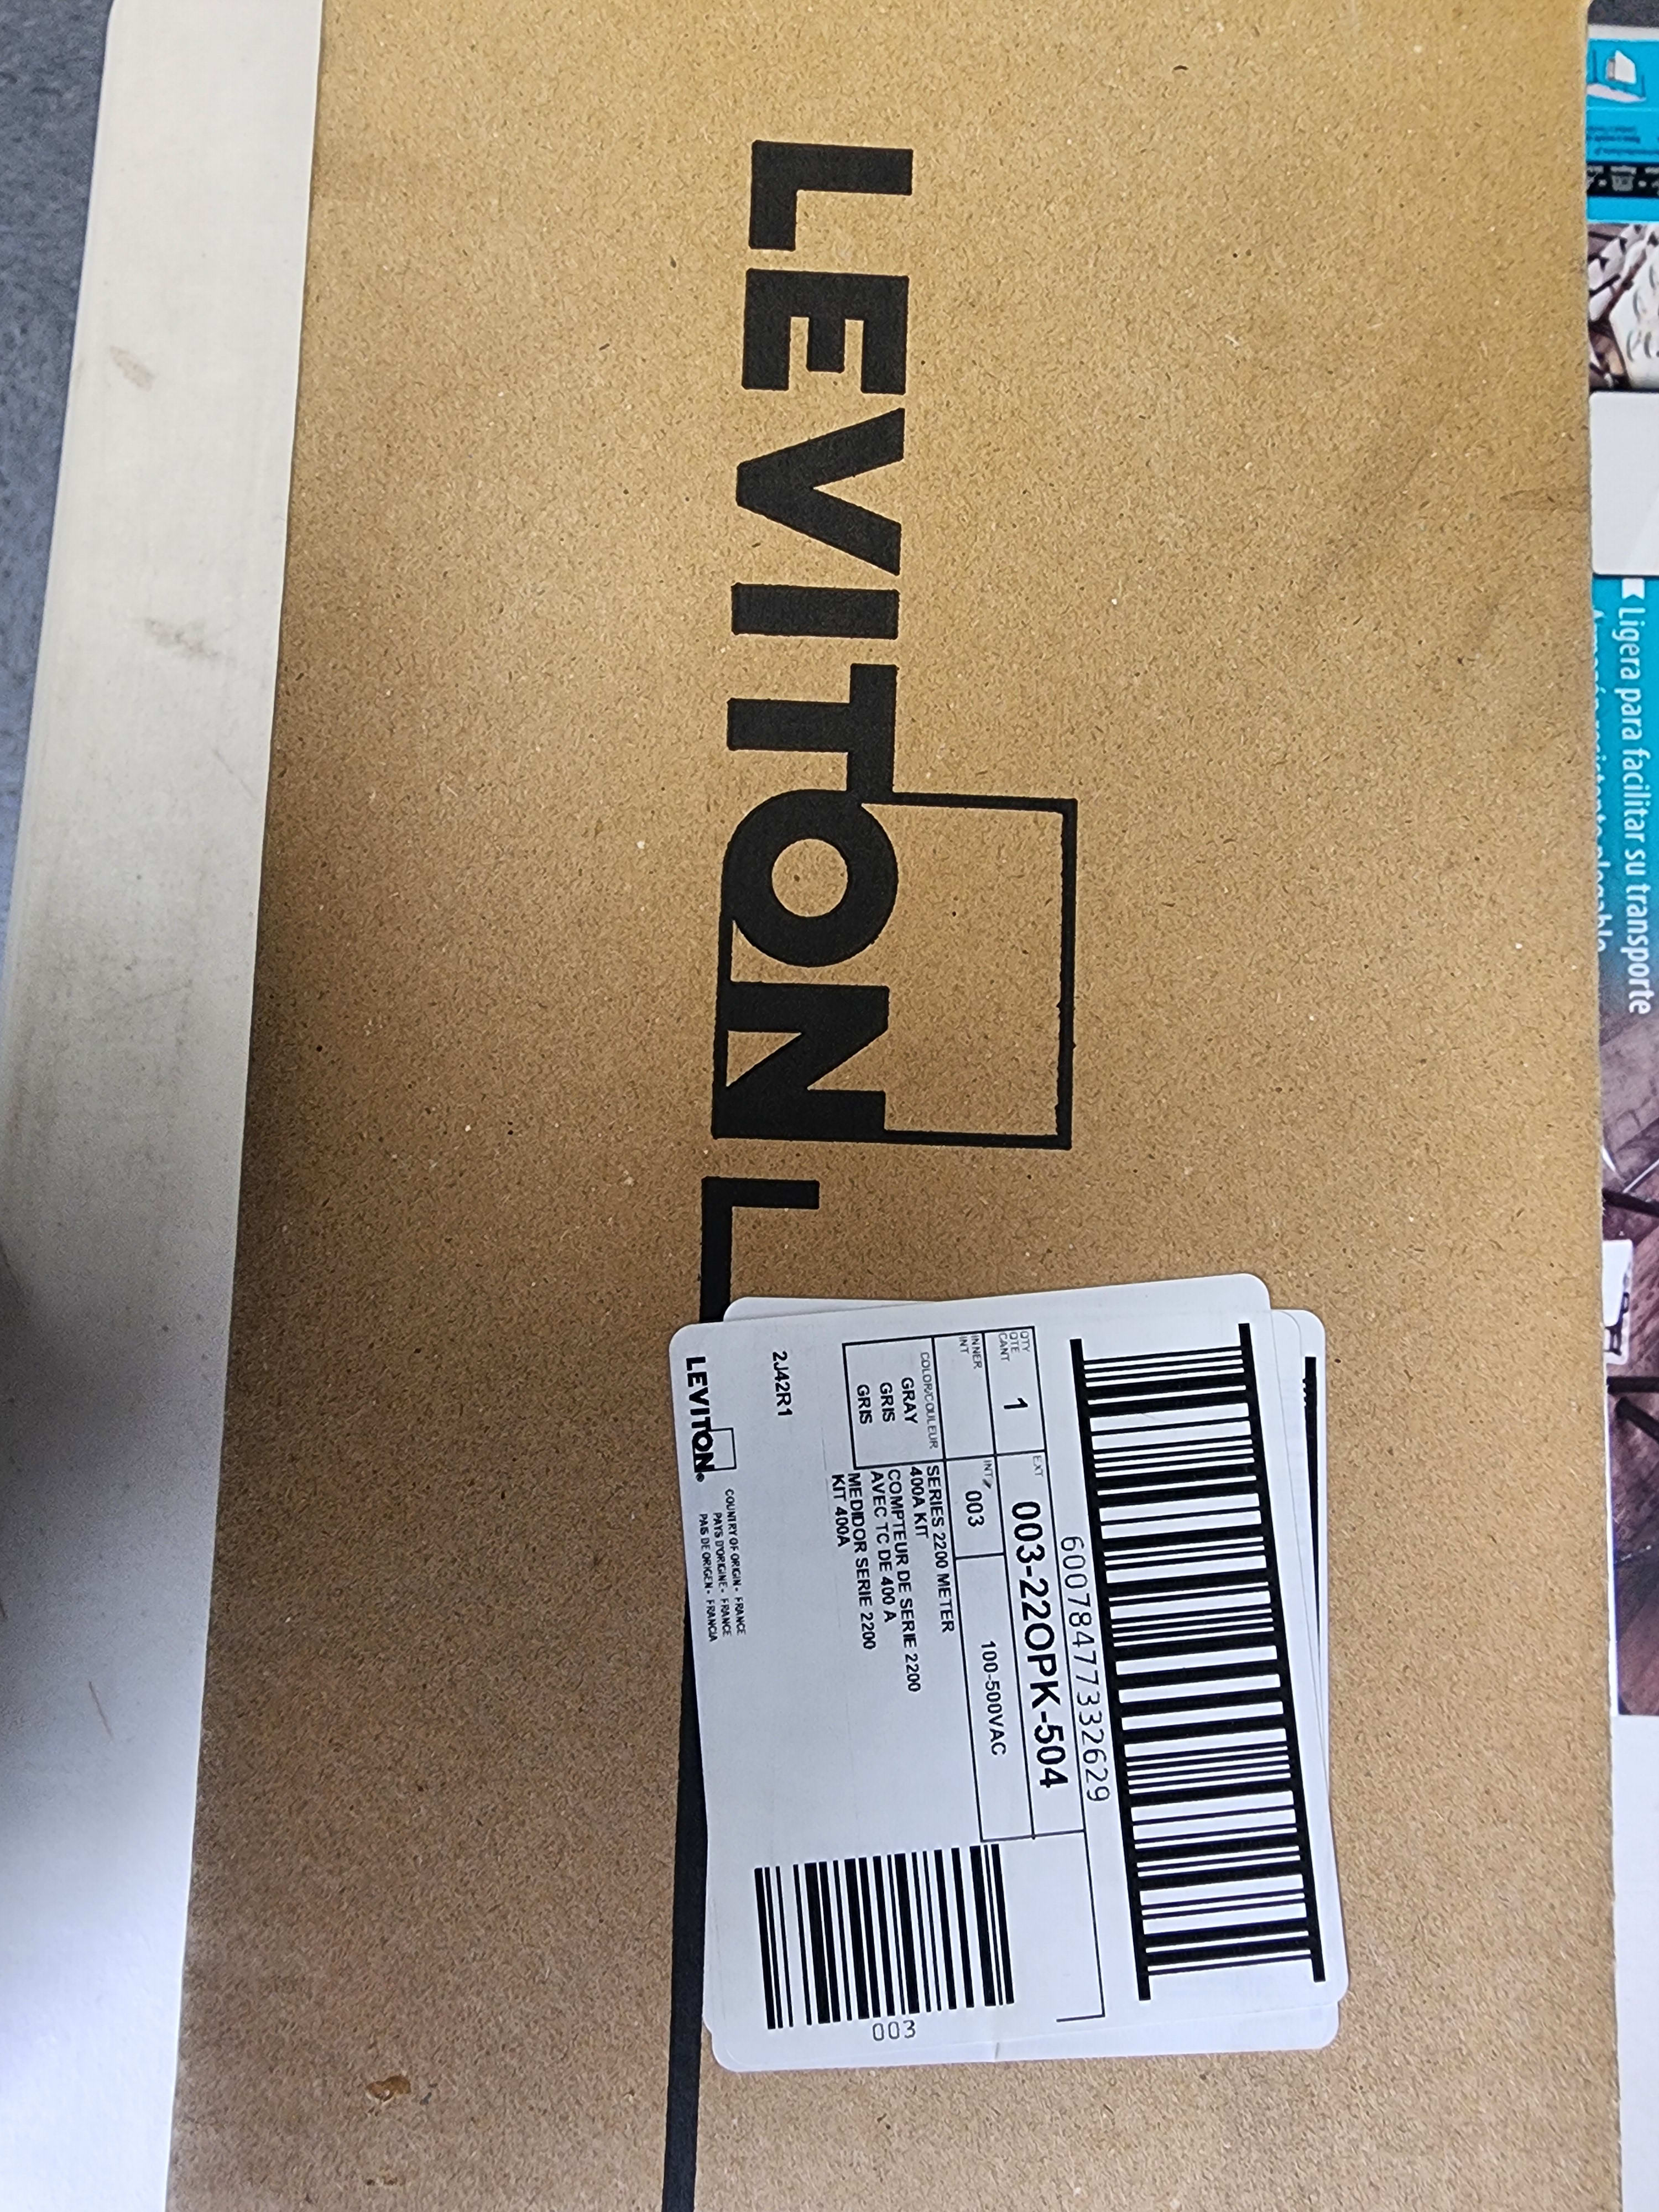 LEVITON
60078477332629
QTY
QTE
CANT
1
EXT
003-22OPK-504
INNER
INT
INT#
003
100-500VAC
COLOR/COULEUR
GRAY
GRIS
GRIS
SERIES 2200 METER
400A KIT
COMPTEUR DE SERIE 2200
AVEC TC DE 400 A
MEDIDOR SERIE 2200
KIT 400A
003
2J42R1
LEVITON®
COUNTRY OF ORIGIN - FRANCE
PAYS D'ORIGINE - FRANCE
PAIS DE ORIGEN - FRANCIA
Ligera para facilitar su transporte